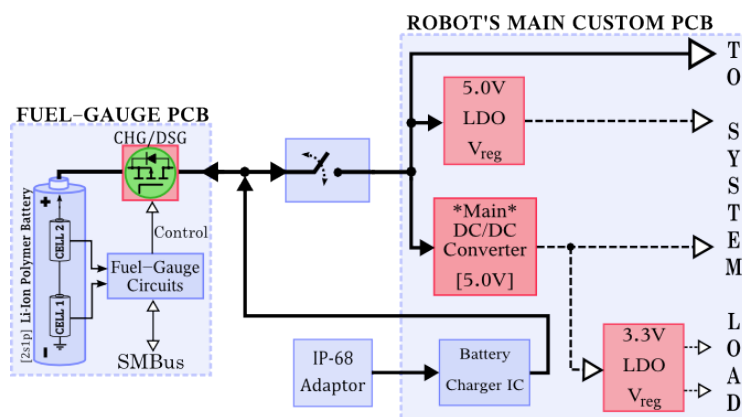 ROBOT'S MAIN CUSTOM PCB
FUEL–GAUGE PCB
CHG/DSG
5.0V
LDO
Vreg
TO SYSTEM LOAD
+
CELL 2
CELL 1
-
[2s1p] Li-Ion Polymer Battery
Control
Fuel–Gauge
Circuits
SMBus
*Main*
DC/DC
Converter
[5.0V]
IP-68
Adaptor
Battery
Charger IC
3.3V
LDO
Vreg